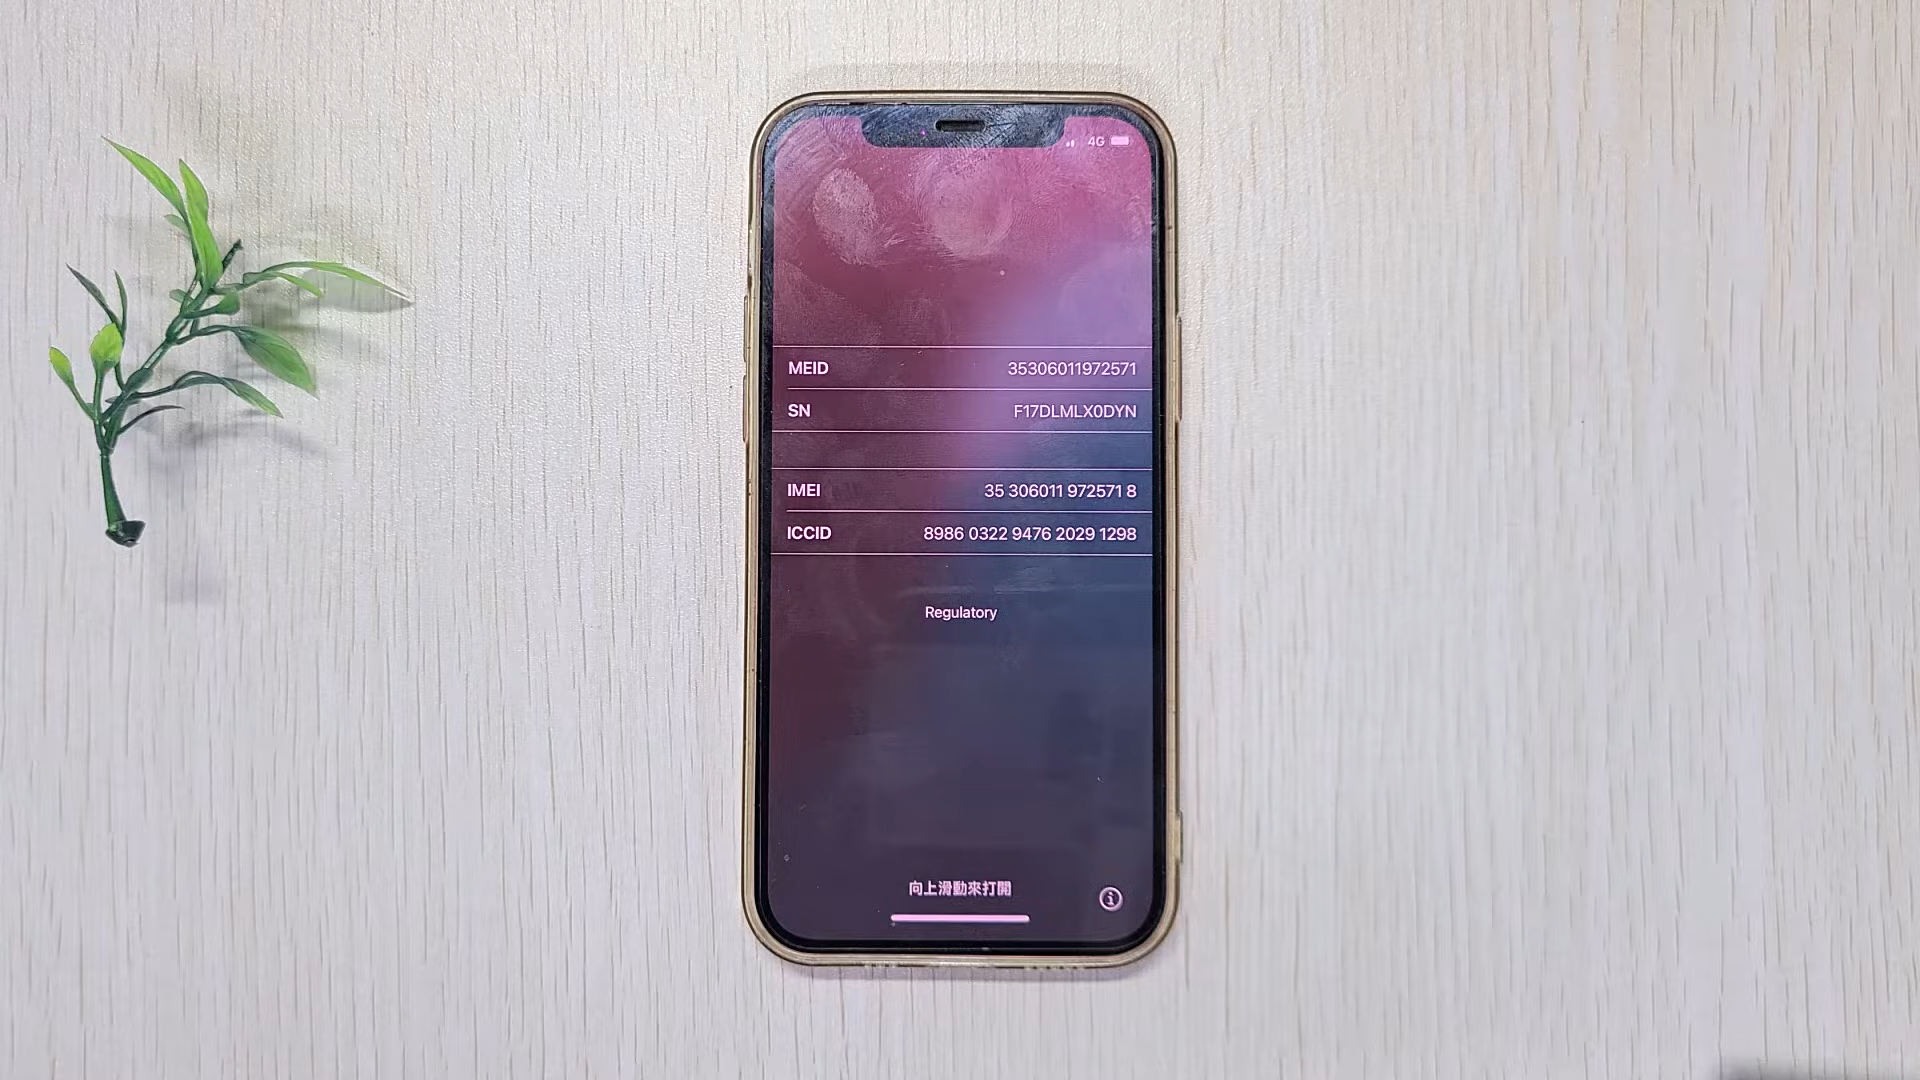 4G
MEID 35306011972571
SN F17DLMLX0DYN
IMEI 35 306011 972571 8
ICCID 8986 0322 9476 2029 1298
Regulatory
向上滑動來打開